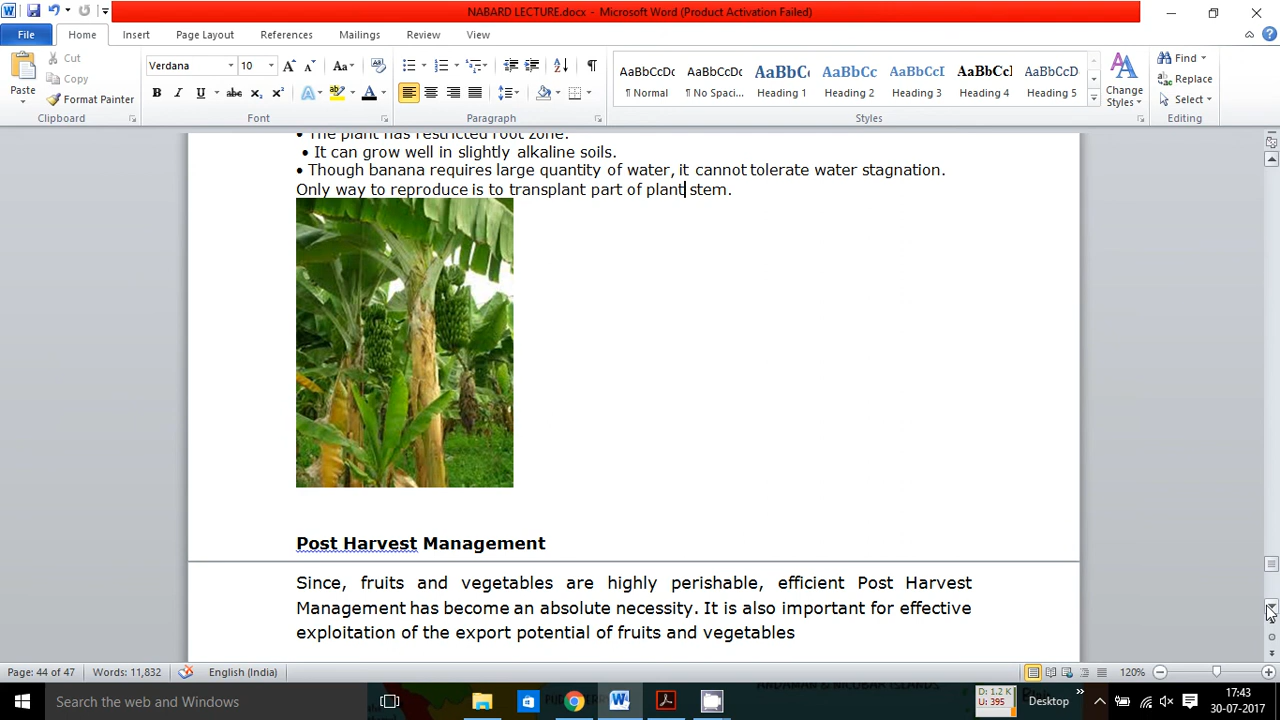 NABARD LECTURE.docx - Microsoft Word (Product Activation Failed)
File Home Insert Page Layout References Mailings Review View
Paste Cut Copy Format Painter
Clipboard
Verdana 10
Font
Paragraph
AaBbCcDc AaBbCcDc AaBbCc AaBbCc AaBbCcI AaBbCcI AaBbCcD
¶ Normal ¶ No Spaci... Heading 1 Heading 2 Heading 3 Heading 4 Heading 5
Change Styles
Styles
Find Replace Select
Editing
• The plant has restricted root zone.
• It can grow well in slightly alkaline soils.
• Though banana requires large quantity of water, it cannot tolerate water stagnation.
Only way to reproduce is to transplant part of plant stem.
Post Harvest Management
Since, fruits and vegetables are highly perishable, efficient Post Harvest
Management has become an absolute necessity. It is also important for effective
exploitation of the export potential of fruits and vegetables
Page: 44 of 47 Words: 11,832 English (India) 120%
Search the web and Windows
ANDAMAN & NICOBAR ISLANDS
D: 1.2 K
U: 395
Desktop
17:43
30-07-2017